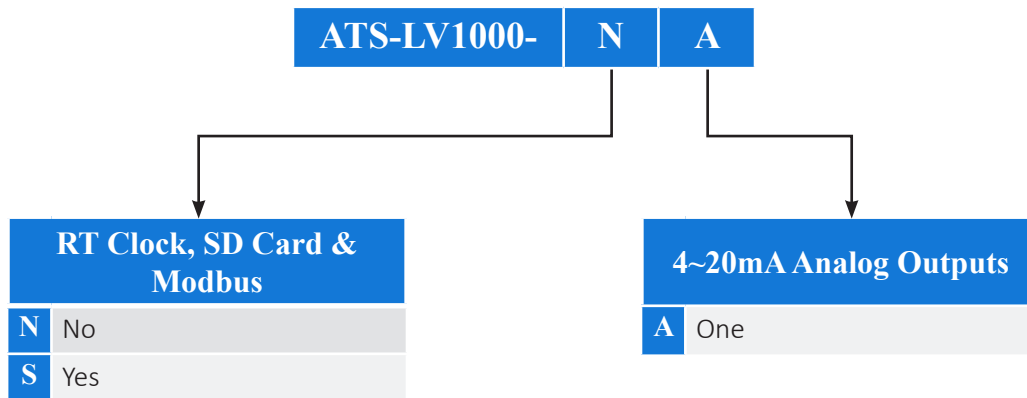 ATS-LV1000- N A
RT Clock, SD Card &
Modbus
N No
S Yes
4~20mA Analog Outputs
A One